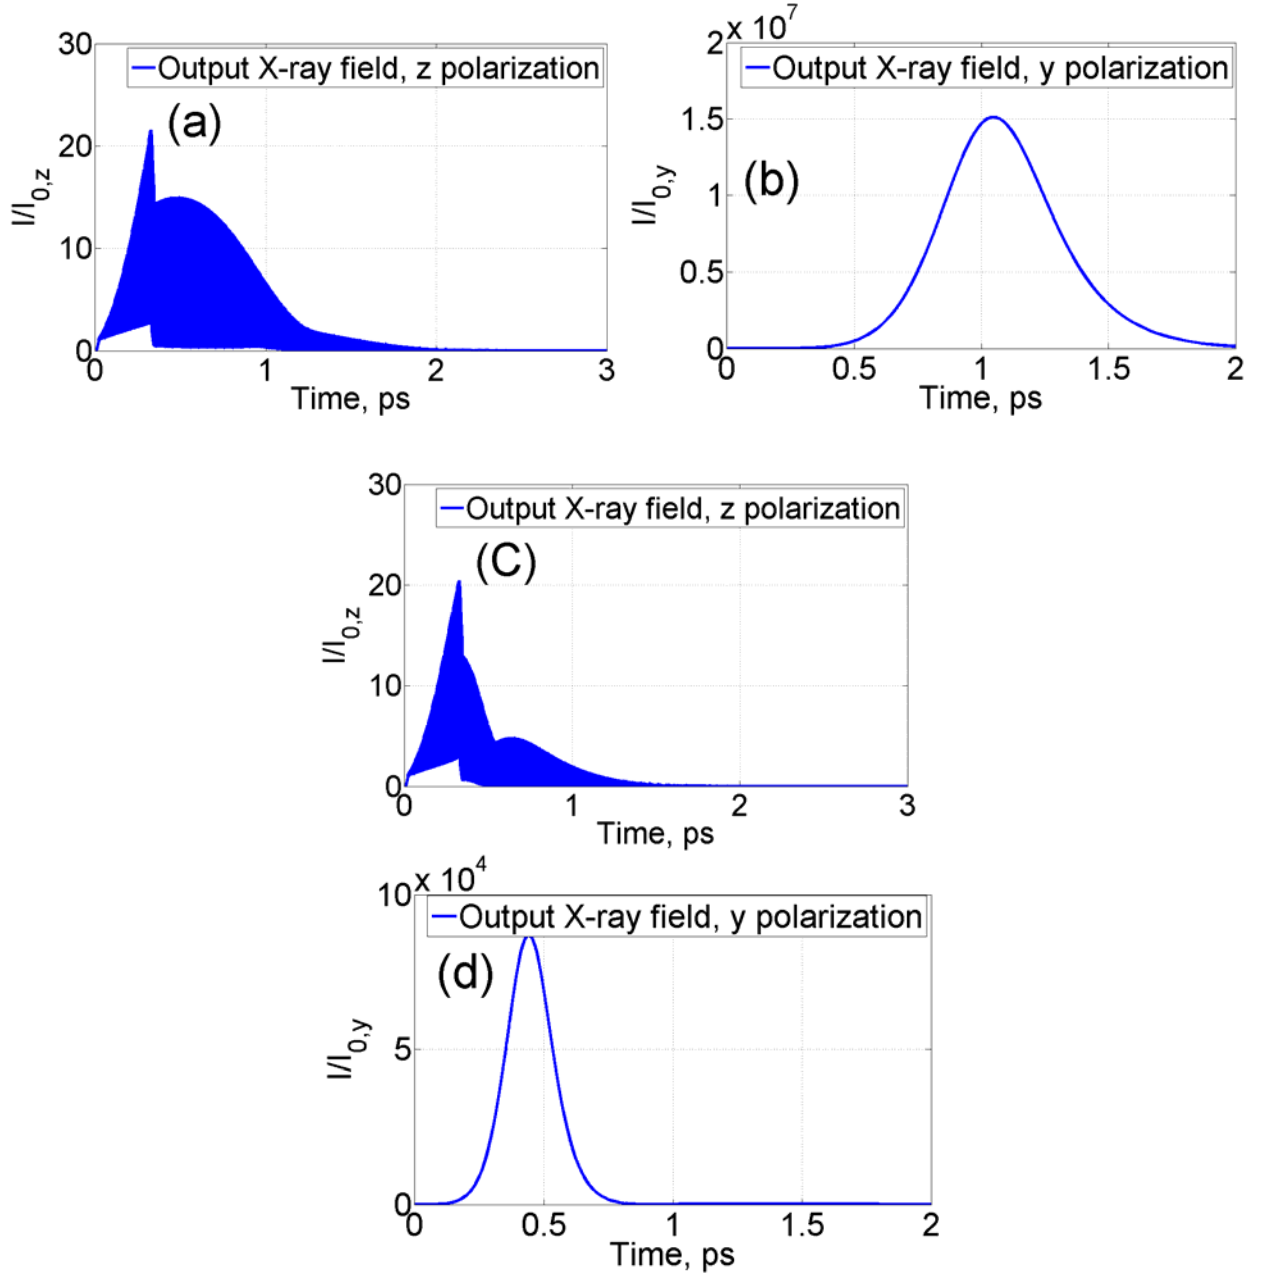 30
Output X-ray field, z polarization
(a)
20
I/I0,z
10
0
0 1 2 3
Time, ps
2 x 10^7
Output X-ray field, y polarization
1.5
(b)
I/I0,y
1
0.5
0
0 0.5 1 1.5 2
Time, ps
30
Output X-ray field, z polarization
(C)
20
I/I0,z
10
0
0 1 2 3
Time, ps
10 x 10^4
Output X-ray field, y polarization
(d)
I/I0,y
5
0
0 0.5 1 1.5 2
Time, ps